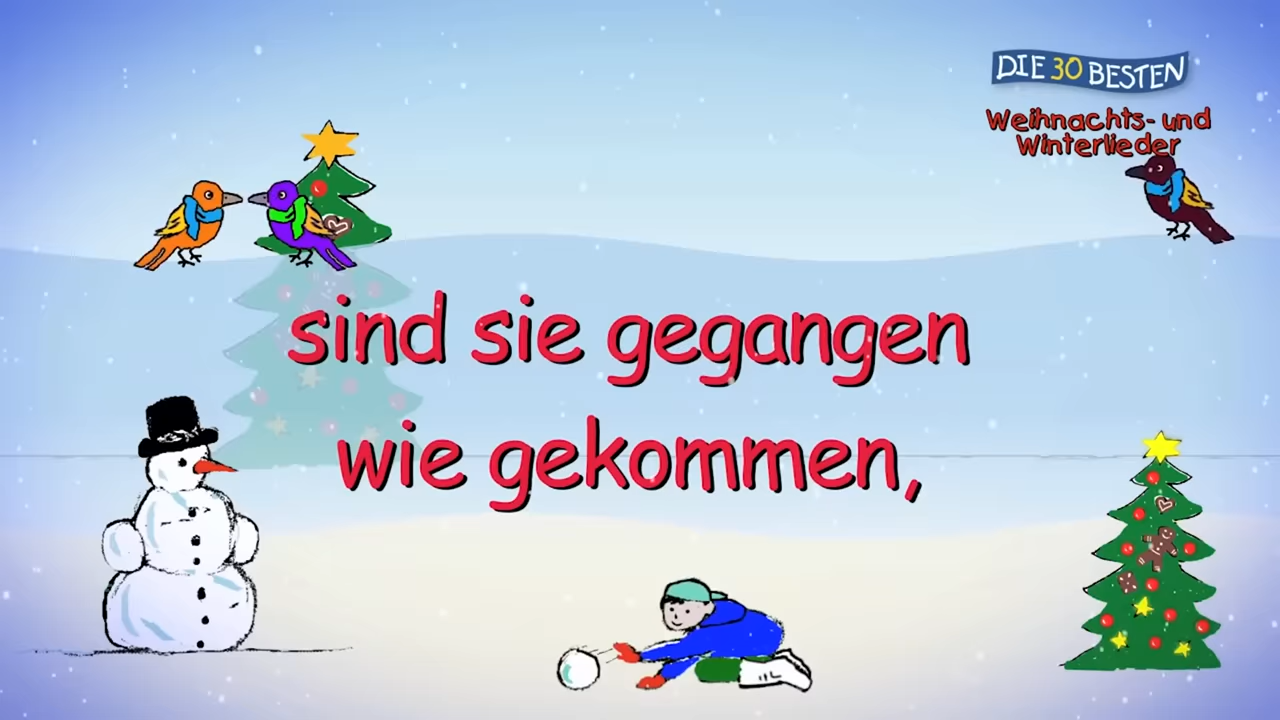 DIE 30 BESTEN
Weihnachts- und
Winterlieder
sind sie gegangen
wie gekommen,